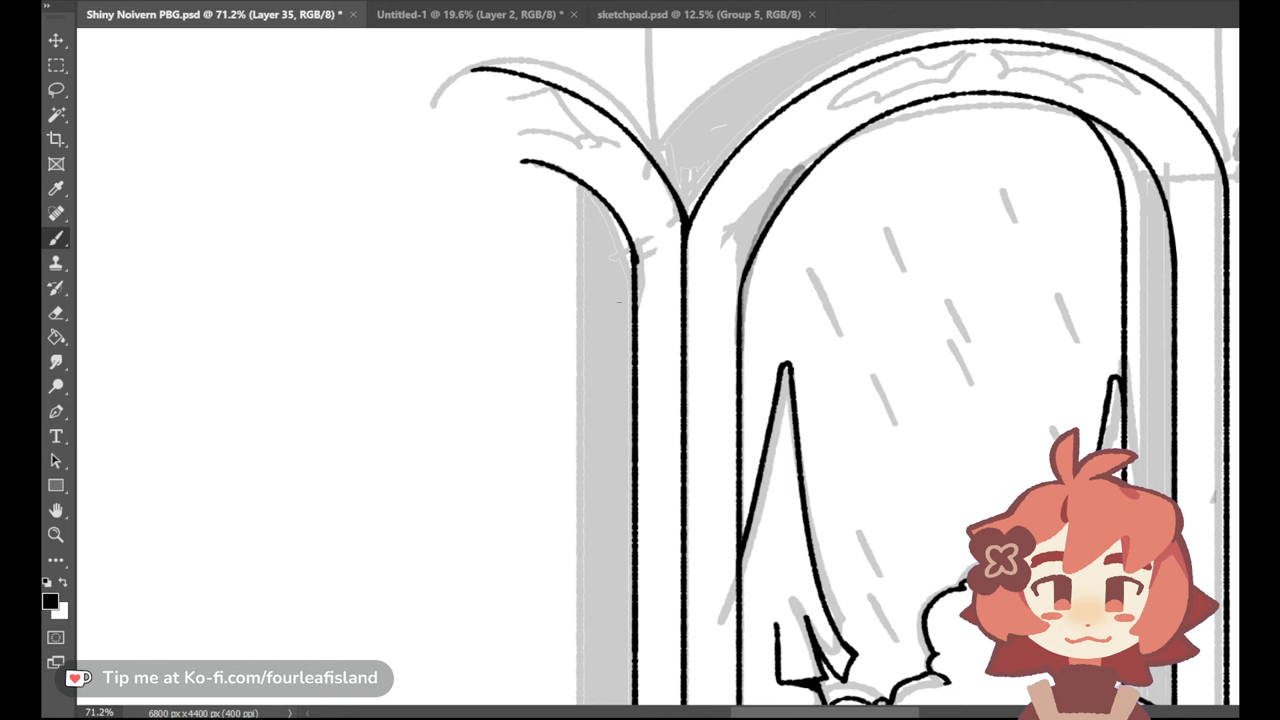 Shiny Noivern PBG.psd @ 71.2% (Layer 35, RGB/8) *
Untitled-1 @ 19.6% (Layer 2, RGB/8) *
sketchpad.psd @ 12.5% (Group 5, RGB/8)
Tip me at Ko-fi.com/fourleafisland
71.2%
6800 px x 4400 px (400 ppi)